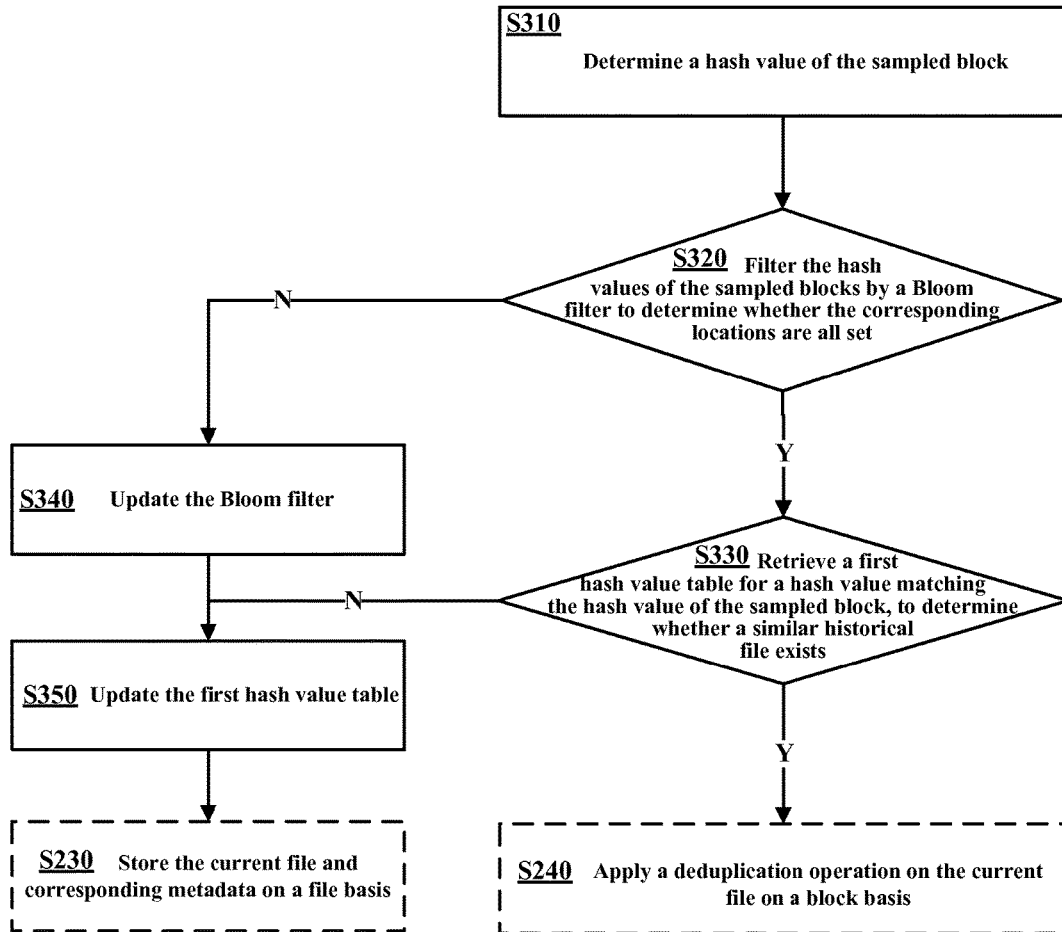 S310
Determine a hash value of the sampled block
S320 Filter the hash
values of the sampled blocks by a Bloom
filter to determine whether the corresponding
locations are all set
N
Y
S340 Update the Bloom filter
S330 Retrieve a first
hash value table for a hash value matching
the hash value of the sampled block, to determine
whether a similar historical
file exists
N
S350 Update the first hash value table
Y
S230 Store the current file and
corresponding metadata on a file basis
S240 Apply a deduplication operation on the current
file on a block basis